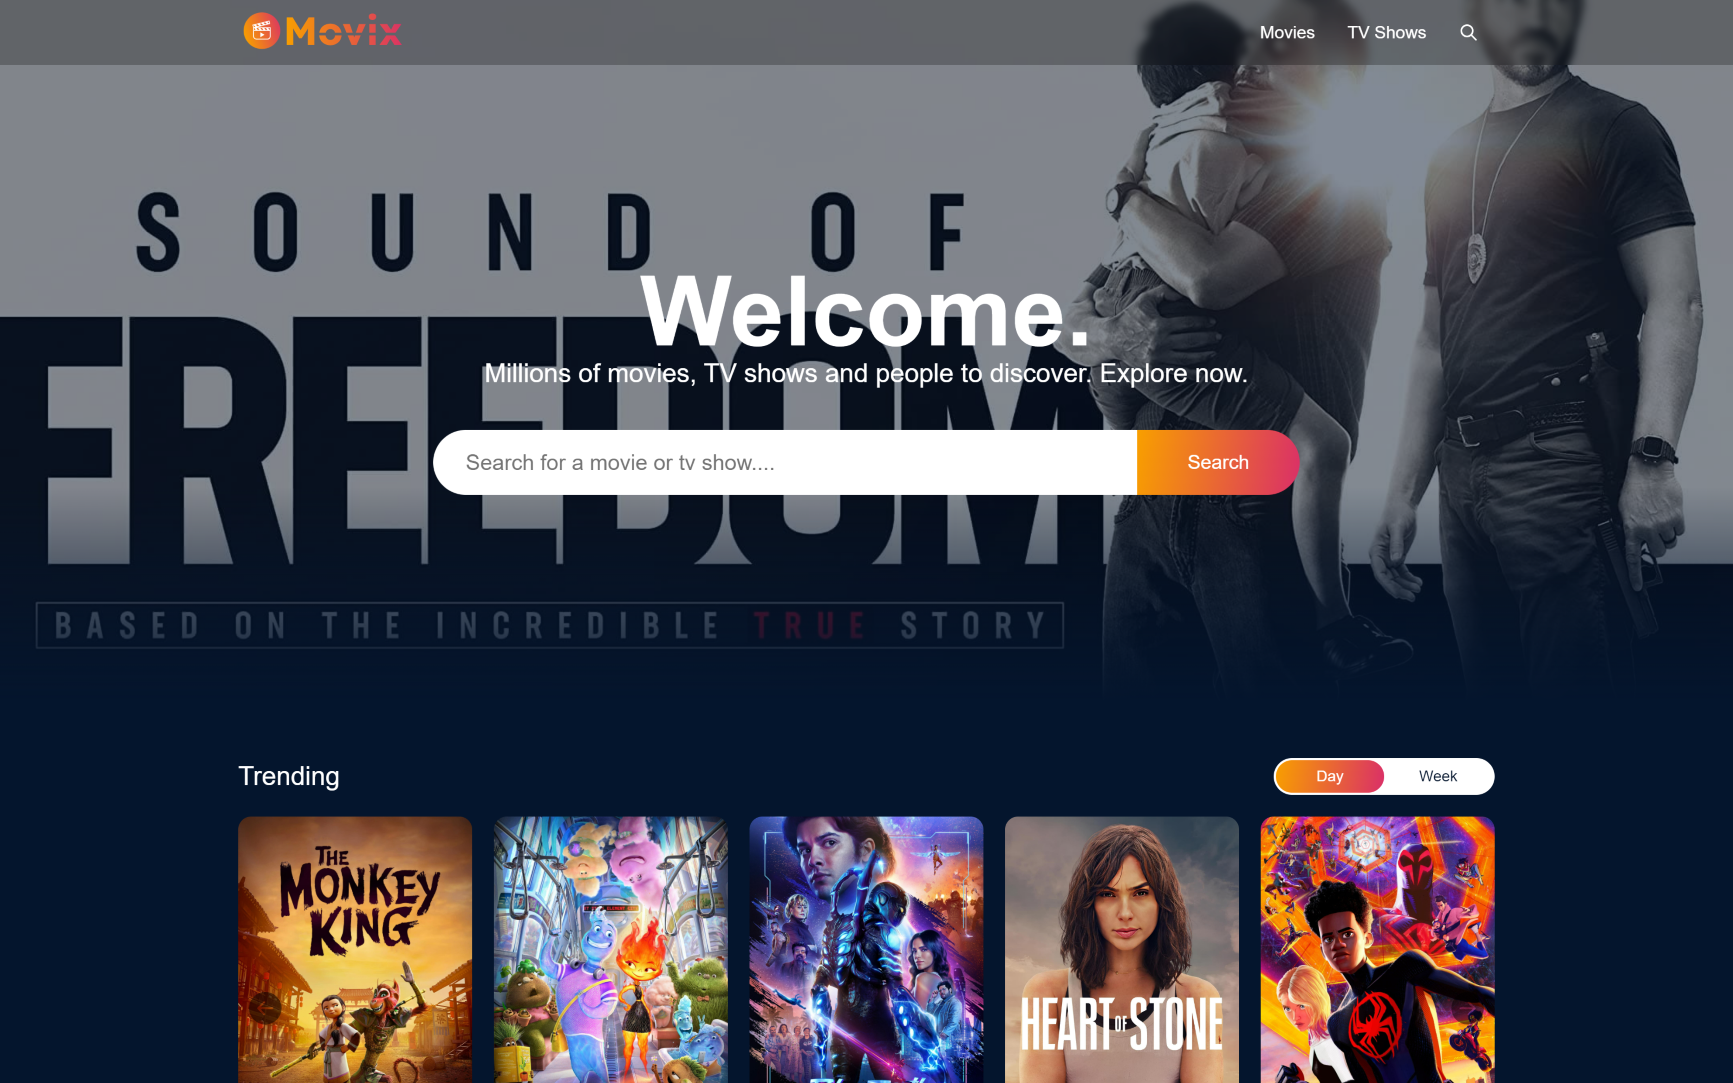 Movix
Movies
TV Shows
SOUND OF
FREEDOM
BASED ON THE INCREDIBLE TRUE STORY
Welcome.
Millions of movies, TV shows and people to discover. Explore now.
Search for a movie or tv show....
Search
Trending
Day
Week
THE
MONKEY
KING
HEART OF STONE